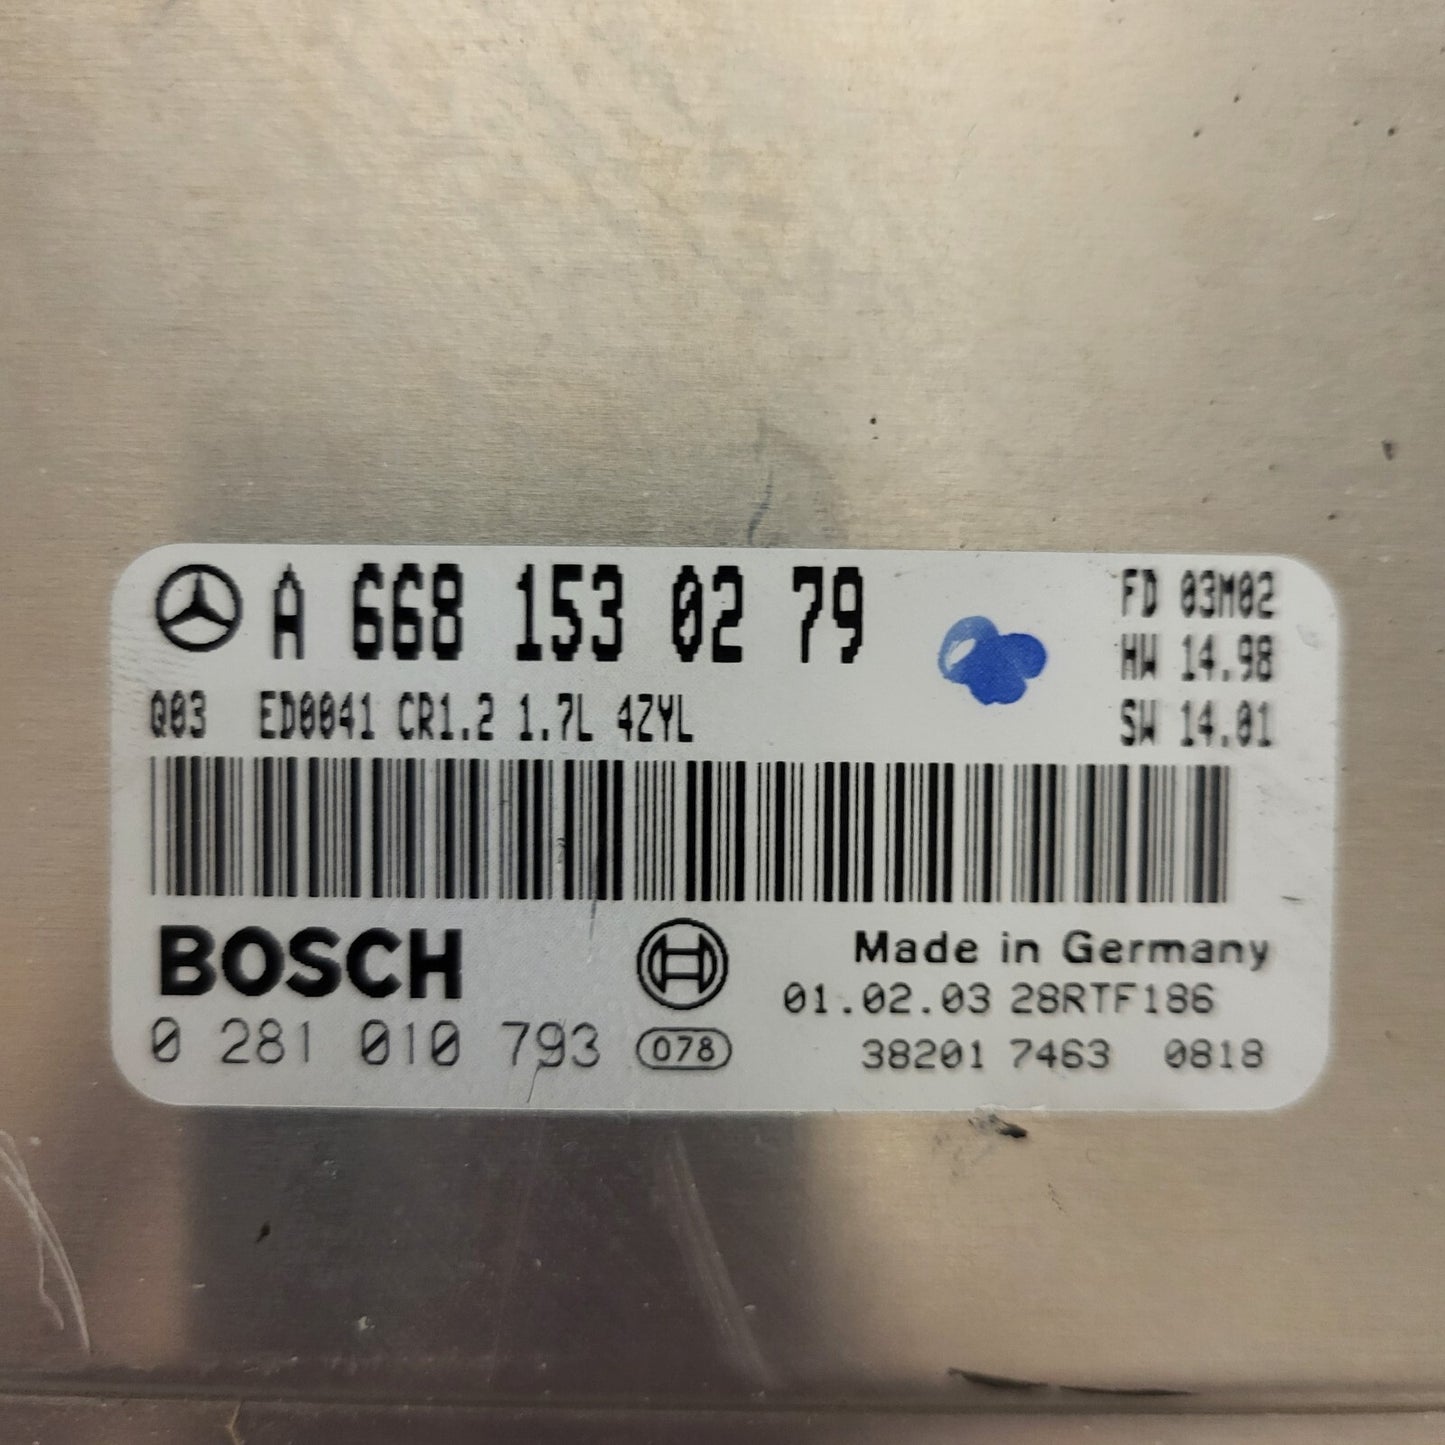 A 668 153 02 79
FD 03M02
HW 14.98
Q03 ED0041 CR1.2 1.7L 4ZYL
SW 14.01
BOSCH
Made in Germany
01.02.03 28RTF186
0 281 010 793 078
38201 7463 0818